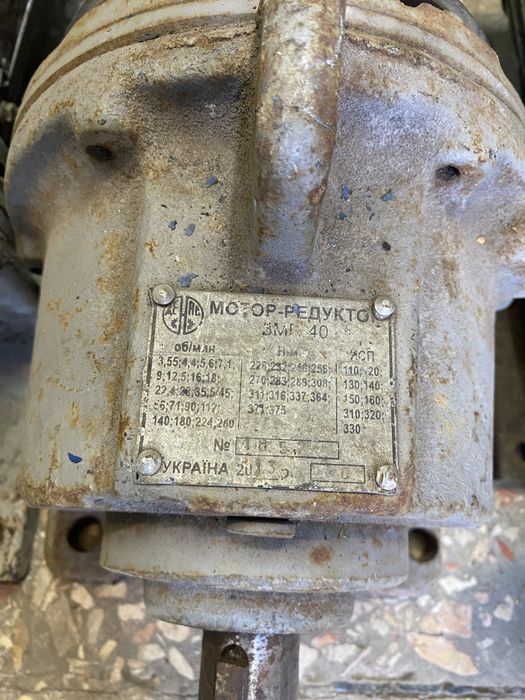 МОТОР-РЕДУКТО
3МП 40
об/мин Н·м ИСП
3,55;4,4;5,6;7,1; 226;232;246;256; 110;120;
9;12,5;16;18; 270;283;289;308; 130;140;
22,4;28;35,5;45; 311;316;337;364; 150;160;
56;71;90;112; 371;375 310;320;
140;180;224;280 330
№
УКРАЇНА 20 р.